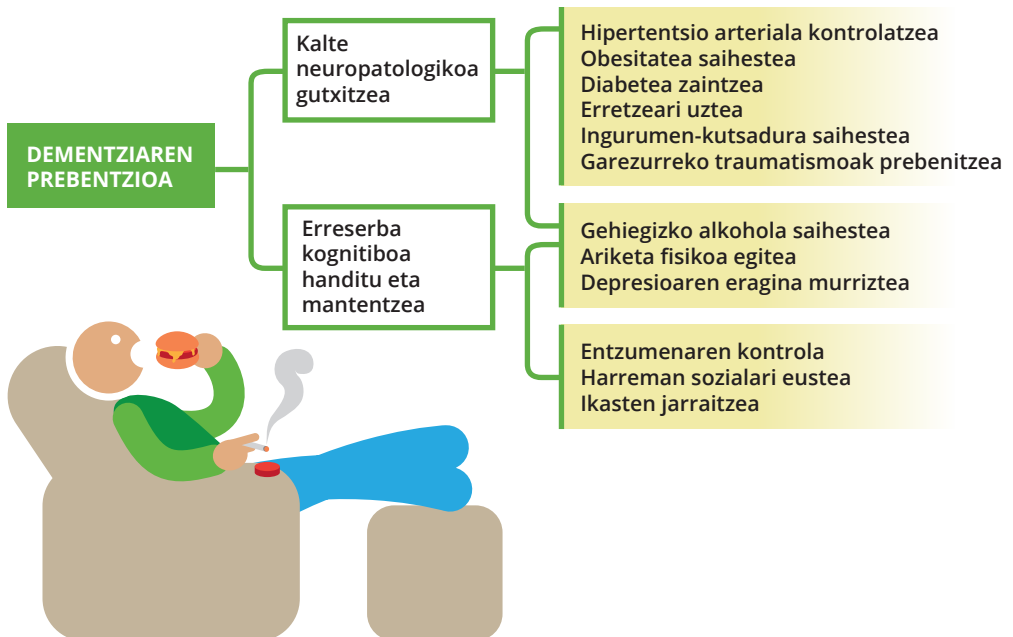 DEMENTZIAREN
PREBENTZIOA
Kalte
neuropatologikoa
gutxitzea
Erreserba
kognitiboa
handitu eta
mantentzea
Hipertentsio arteriala kontrolatzea
Obesitatea saihestea
Diabetea zaintzea
Erretzeari uztea
Ingurumen-kutsadura saihestea
Garezurreko traumatismoak prebenitzea
Gehiegizko alkohola saihestea
Ariketa fisikoa egitea
Depresioaren eragina murriztea
Entzumenaren kontrola
Harreman sozialari eustea
Ikasten jarraitzea